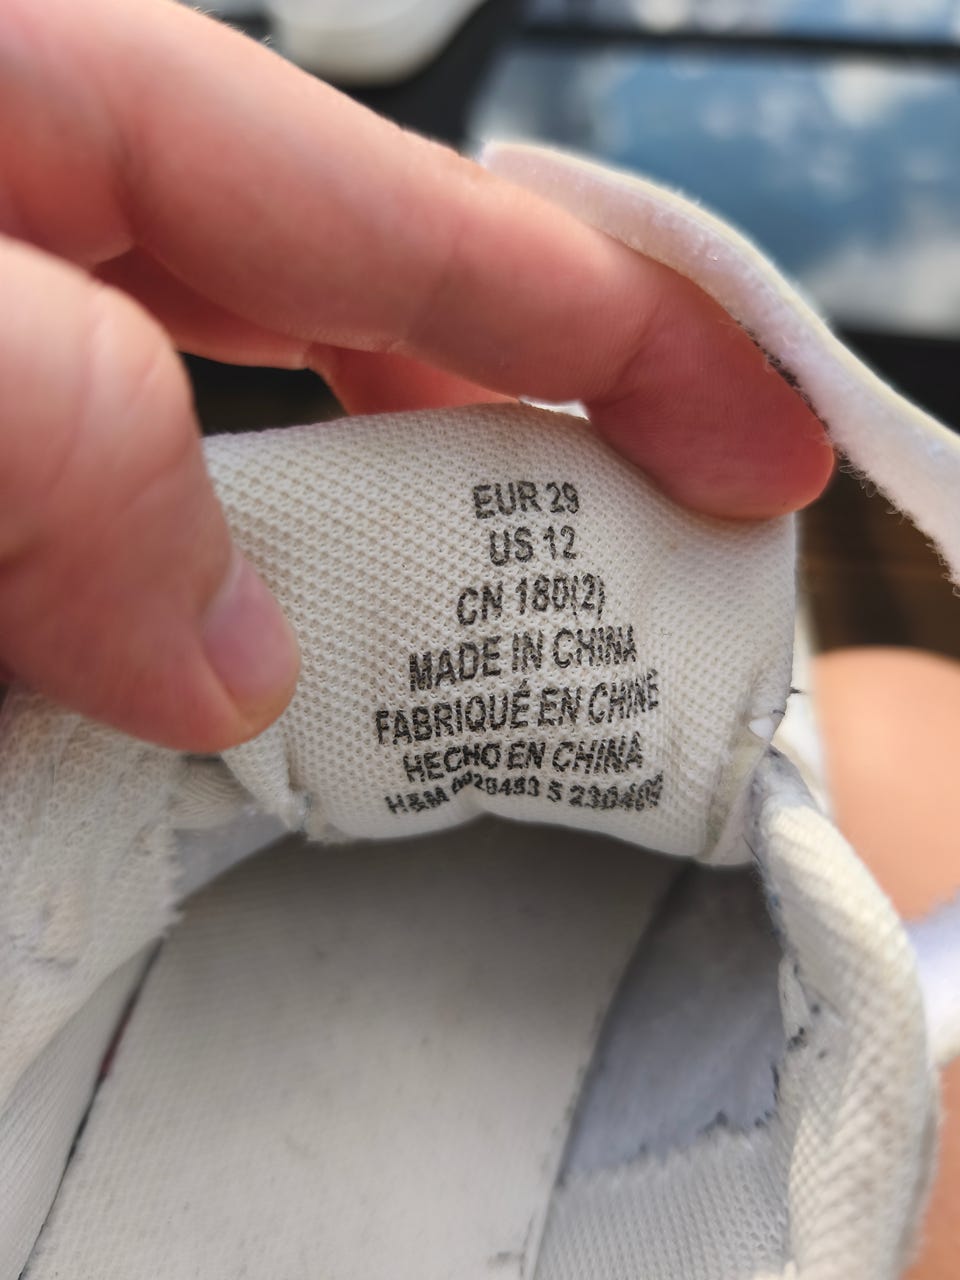 EUR 29
US 12
CN 180(2)
MADE IN CHINA
FABRIQUÉ EN CHINE
HECHO EN CHINA
H&M S